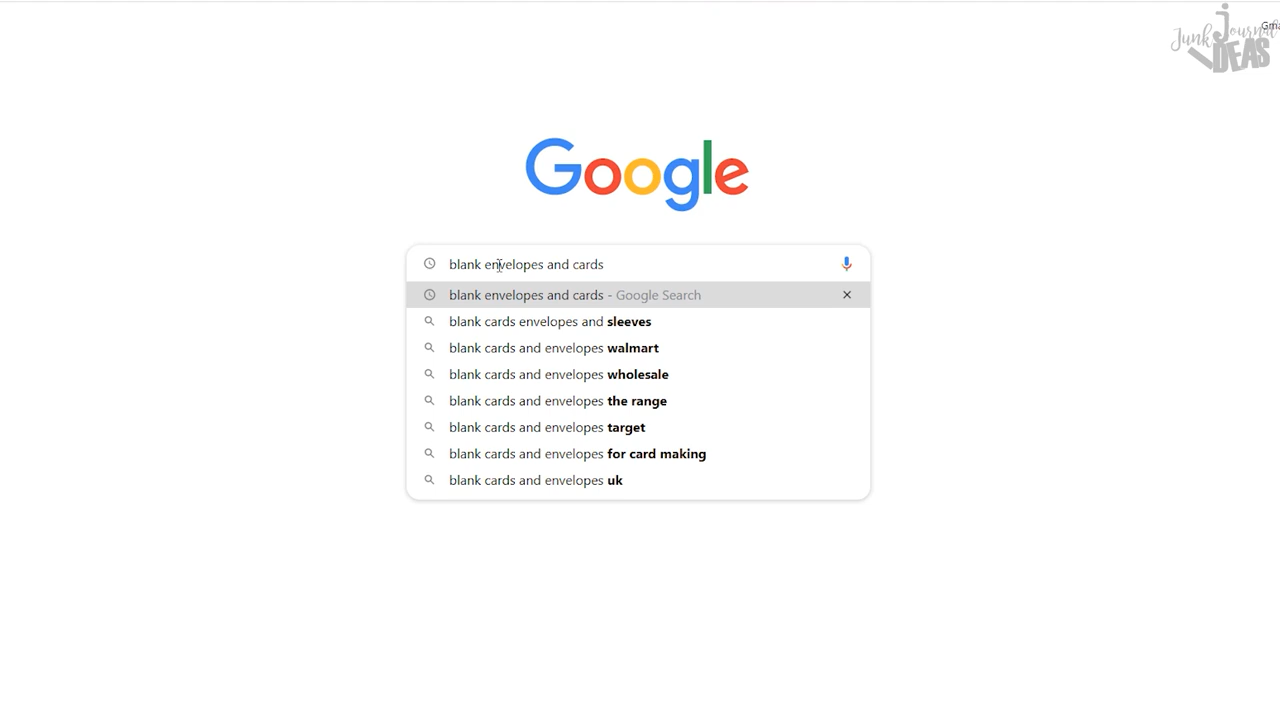 Junk Journal
IDEAS
Gma
Google
blank envelopes and cards
blank envelopes and cards - Google Search
blank cards envelopes and sleeves
blank cards and envelopes walmart
blank cards and envelopes wholesale
blank cards and envelopes the range
blank cards and envelopes target
blank cards and envelopes for card making
blank cards and envelopes uk